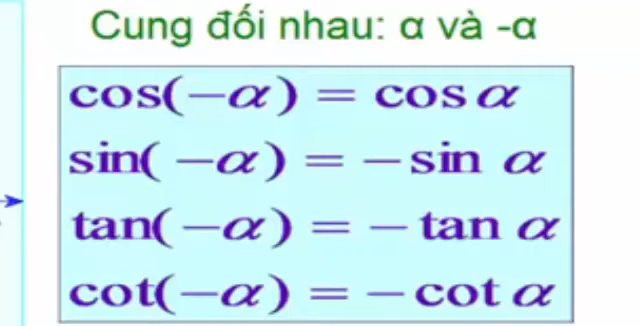 Cung đối nhau: α và -α
cos(−α) = cos α
sin( −α) = − sin α
tan( −α) = − tan α
cot(−α) = − cot α